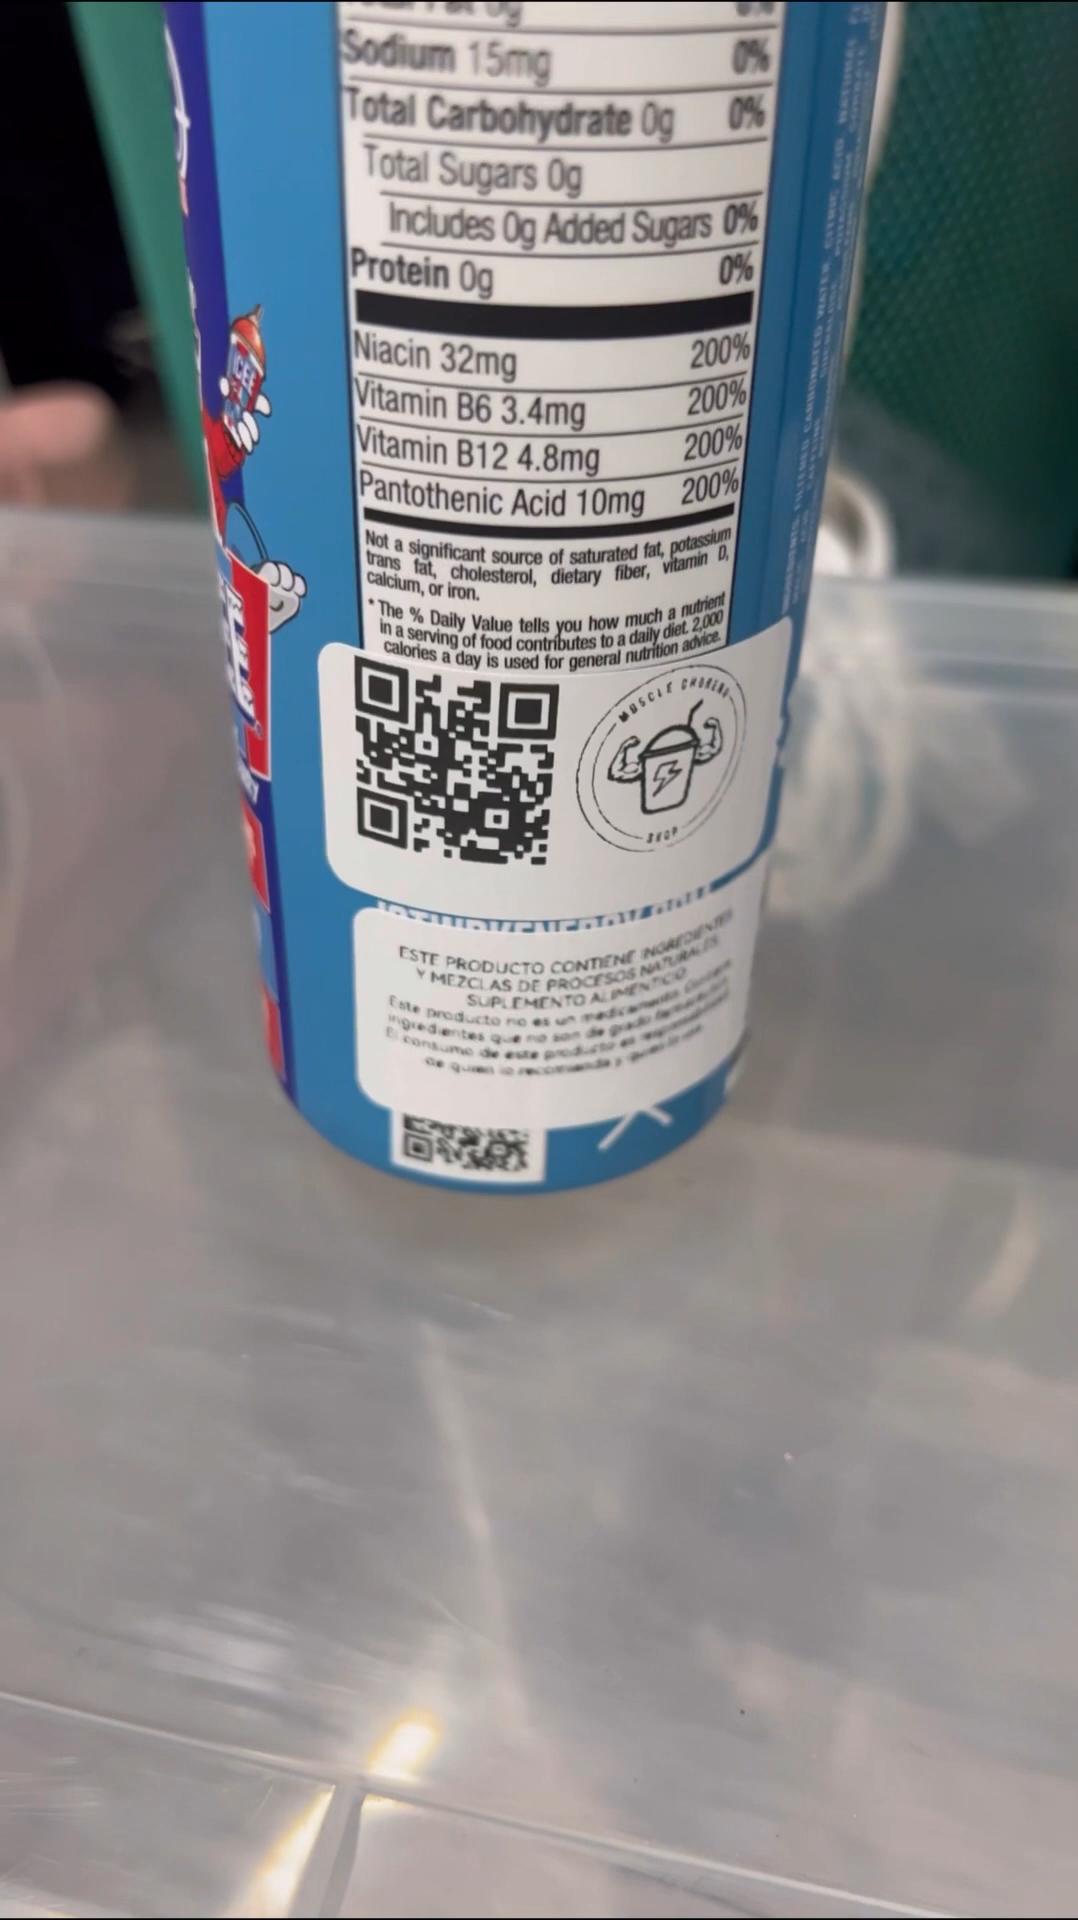 Sodium 15mg 0%
Total Carbohydrate 0g 0%
Total Sugars 0g
Includes 0g Added Sugars 0%
Protein 0g 0%
Niacin 32mg 200%
Vitamin B6 3.4mg 200%
Vitamin B12 4.8mg 200%
Pantothenic Acid 10mg 200%
Not a significant source of saturated fat, potassium
trans fat, cholesterol, dietary fiber, vitamin D,
calcium, or iron.
*The % Daily Value tells you how much a nutrient
in a serving of food contributes to a daily diet. 2,000
calories a day is used for general nutrition advice.
ICEE
MUSCLE
SHOP
ESTE PRODUCTO CONTIENE INGREDIENTES
Y MEZCLAS DE PROCESOS NATURALES
SUPLEMENTO ALIMENTICIO
Este producto no es un medicamento.
ingredientes que no son de grado
El consumo de este producto es responsabilidad
de quien lo recomienda y quien lo usa.